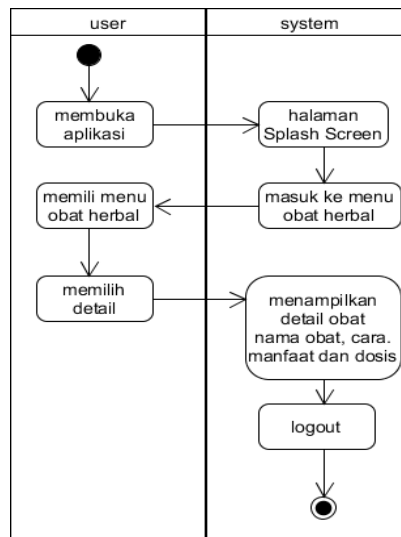 user
system
membuka
aplikasi
halaman
Splash Screen
memili menu
obat herbal
masuk ke menu
obat herbal
memilih
detail
menampilkan
detail obat
nama obat, cara.
manfaat dan dosis
logout